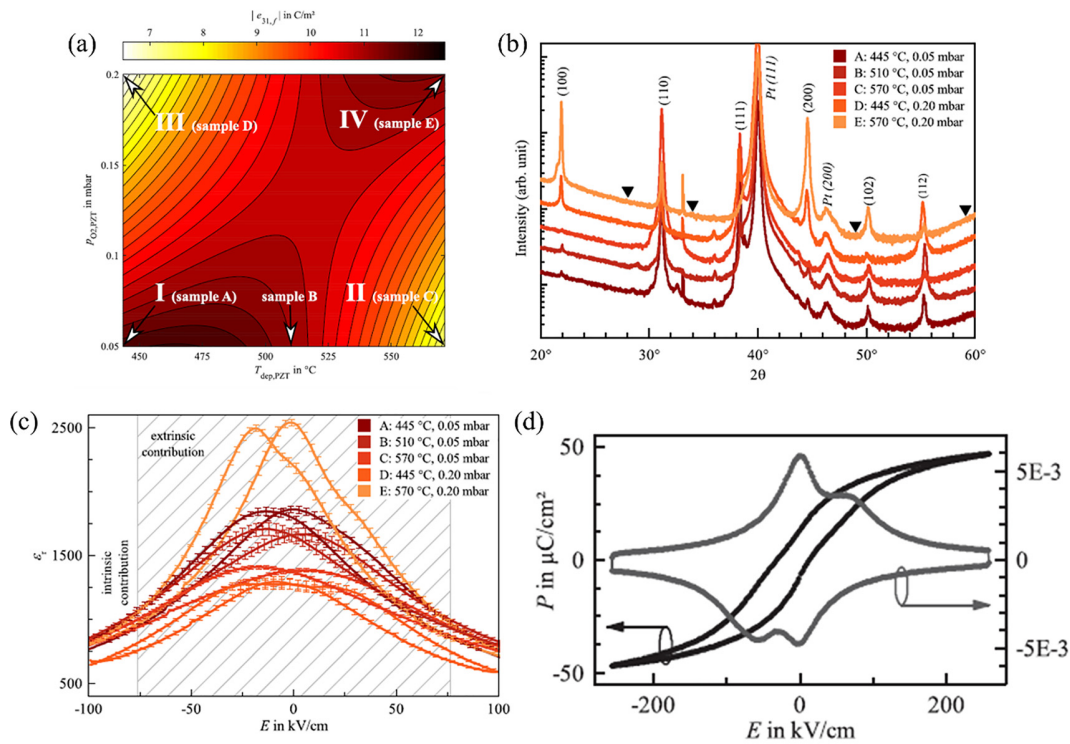 (a)
| e31,f | in C/m³
7 8 9 10 11 12
0.2
0.15
0.1
0.05
pO2,PZT in mbar
III (sample D)
IV (sample E)
I (sample A)
sample B
II (sample C)
450 475 500 525 550
Tdep,PZT in °C
(b)
Intensity (arb. unit)
(100)
(110)
(111)
Pt (111)
(200)
Pt (200)
(102)
(112)
A: 445 °C, 0.05 mbar
B: 510 °C, 0.05 mbar
C: 570 °C, 0.05 mbar
D: 445 °C, 0.20 mbar
E: 570 °C, 0.20 mbar
20° 30° 40° 50° 60°
2θ
(c)
2500
1500
500
εr
extrinsic
contribution
intrinsic
contribution
A: 445 °C, 0.05 mbar
B: 510 °C, 0.05 mbar
C: 570 °C, 0.05 mbar
D: 445 °C, 0.20 mbar
E: 570 °C, 0.20 mbar
-100 -50 0 50 100
E in kV/cm
(d)
50
0
-50
P in µC/cm²
5E-3
0
-5E-3
-200 0 200
E in kV/cm